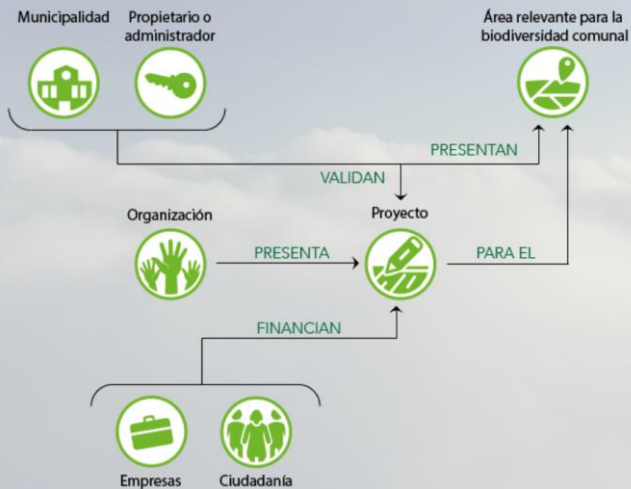 Municipalidad
Propietario o
administrador
Área relevante para la
biodiversidad comunal
PRESENTAN
VALIDAN
Organización
Proyecto
PRESENTA
PARA EL
FINANCIAN
Empresas
Ciudadanía